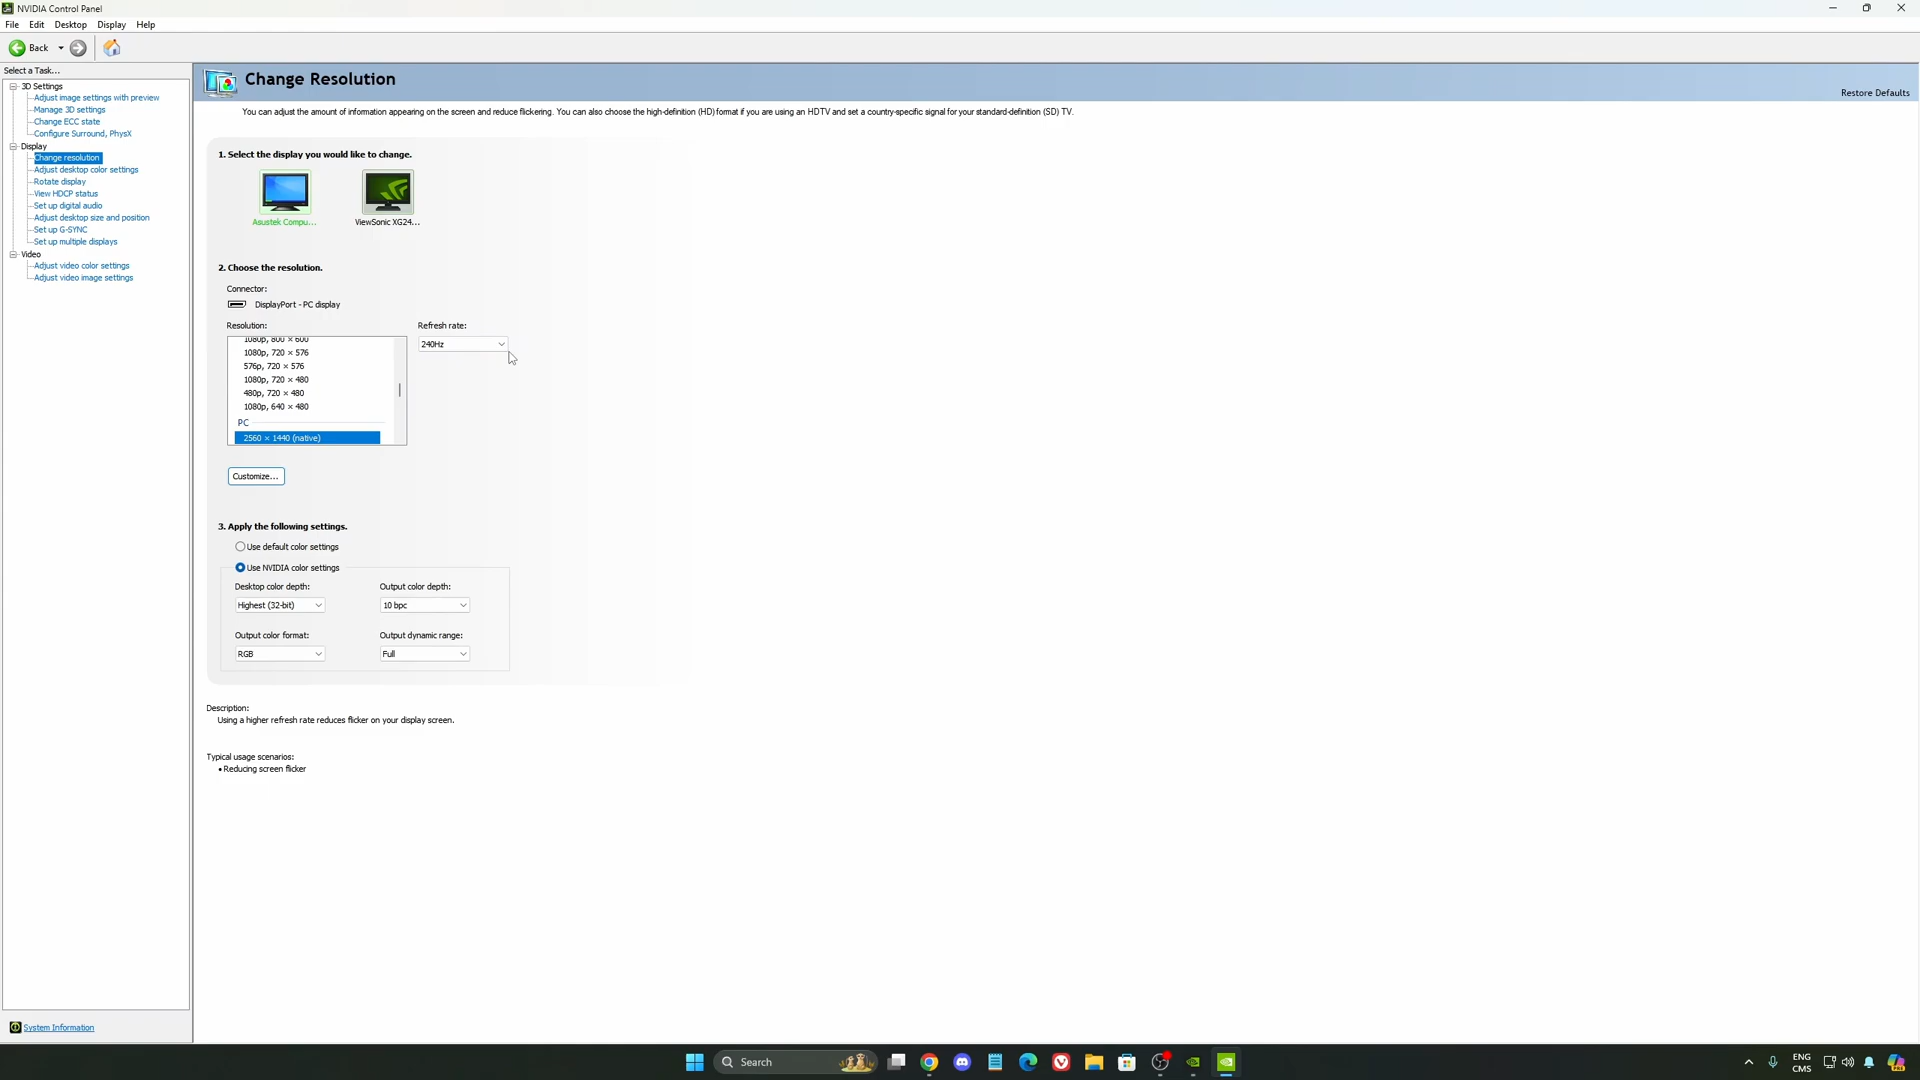 NVIDIA Control Panel
File Edit Desktop Display Help
Back
Select a Task...
3D Settings
Adjust image settings with preview
Manage 3D settings
Change ECC state
Configure Surround, PhysX
Display
Change resolution
Adjust desktop color settings
Rotate display
View HDCP status
Set up digital audio
Adjust desktop size and position
Set up G-SYNC
Set up multiple displays
Video
Adjust video color settings
Adjust video image settings
System Information
Change Resolution
Restore Defaults
You can adjust the amount of information appearing on the screen and reduce flickering. You can also choose the high-definition (HD) format if you are using an HDTV and set a country-specific signal for your standard-definition (SD) TV.
1. Select the display you would like to change.
Asustek Compu... ViewSonic XG24...
2. Choose the resolution.
Connector:
DisplayPort - PC display
Resolution: Refresh rate:
240Hz
1080p, 800 × 600
1080p, 720 × 576
576p, 720 × 576
1080p, 720 × 480
480p, 720 × 480
1080p, 640 × 480
PC
2560 × 1440 (native)
Customize...
3. Apply the following settings.
Use default color settings
Use NVIDIA color settings
Desktop color depth: Output color depth:
Highest (32-bit) 10 bpc
Output color format: Output dynamic range:
RGB Full
Description:
Using a higher refresh rate reduces flicker on your display screen.
Typical usage scenarios:
• Reducing screen flicker
Search
ENG
CMS
PRE